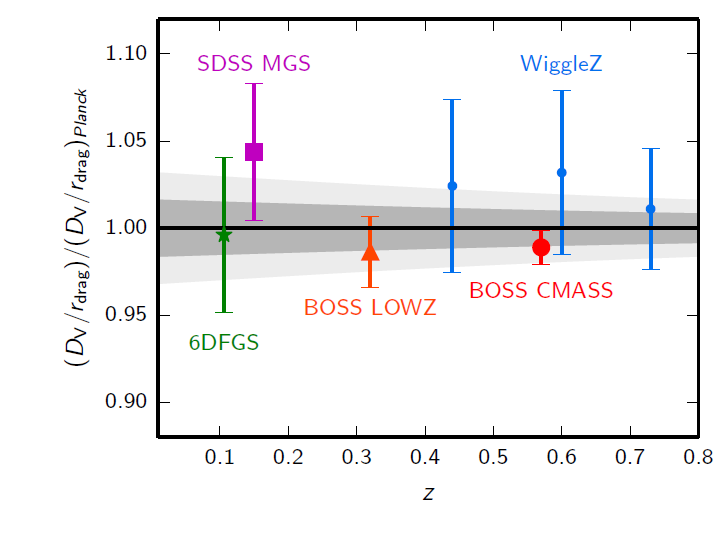 (D_V/r_drag)/(D_V/r_drag)_Planck
1.10
1.05
1.00
0.95
0.90
SDSS MGS
WiggleZ
BOSS CMASS
BOSS LOWZ
6DFGS
0.1 0.2 0.3 0.4 0.5 0.6 0.7 0.8
z